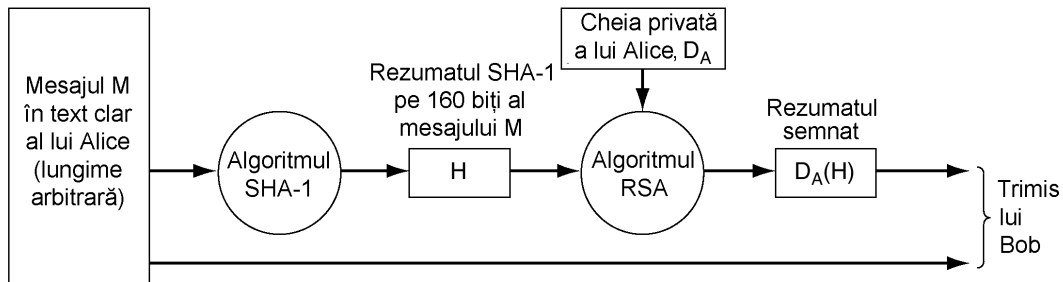 Mesajul M
în text clar
al lui Alice
(lungime
arbitrară)
Algoritmul
SHA-1
Rezumatul SHA-1
pe 160 biți al
mesajului M
H
Cheia privată
a lui Alice, DA
Algoritmul
RSA
Rezumatul
semnat
DA(H)
Trimis
lui
Bob